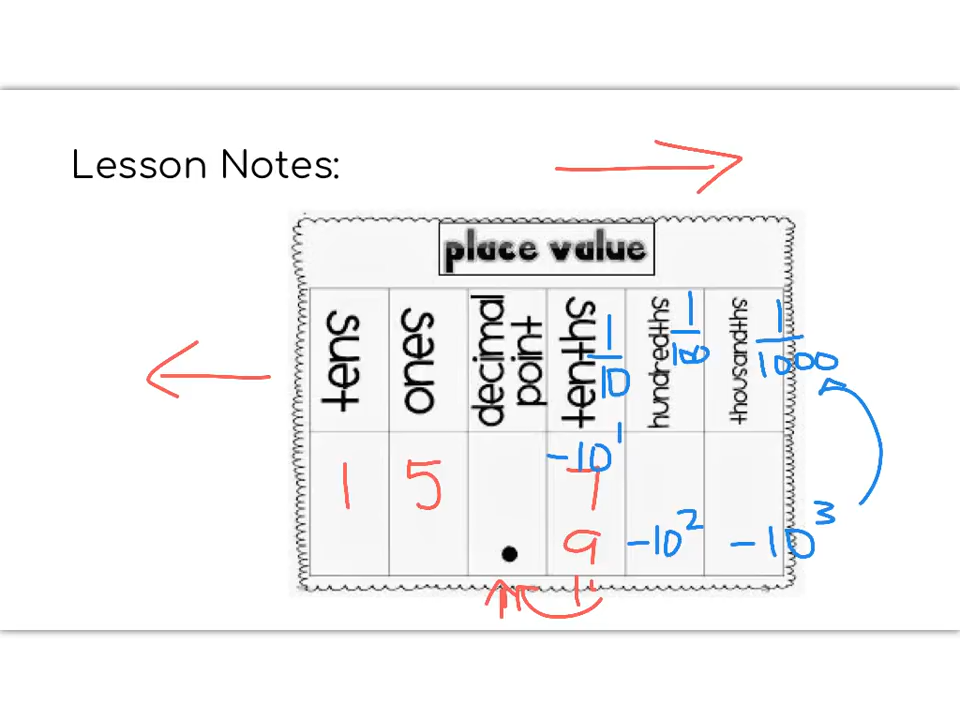 Lesson Notes:
place value
tens
ones
decimal point
tenths
hundredths
thousandths
1
10
1
100
1
1000
-10¹
1
5
7
9
-10²
-10³